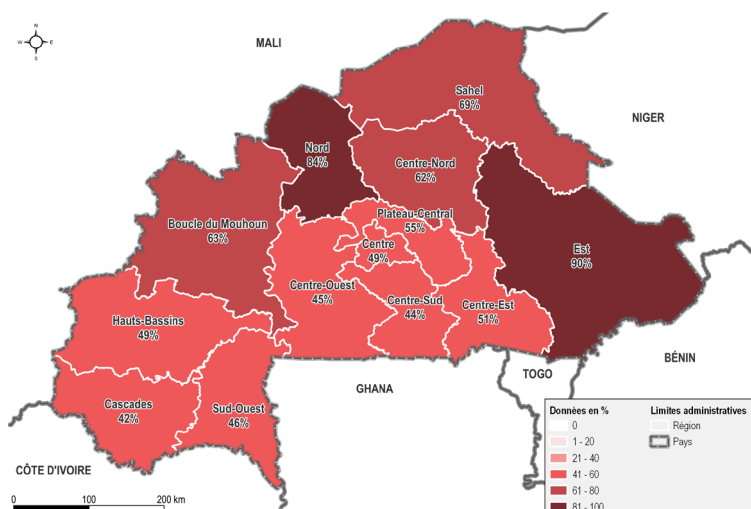 N
W E
S
MALI
NIGER
Sahel
69%
Nord
84%
Centre-Nord
62%
Boucle du Mouhoun
63%
Plateau-Central
55%
Centre
49%
Est
90%
Centre-Ouest
45%
Centre-Sud
44%
Centre-Est
51%
Hauts-Bassins
49%
Cascades
42%
Sud-Ouest
46%
BÉNIN
TOGO
GHANA
CÔTE D'IVOIRE
0 100 200 km
Données en %
0
1 - 20
21 - 40
41 - 60
61 - 80
81 - 100
Limites administratives
Région
Pays